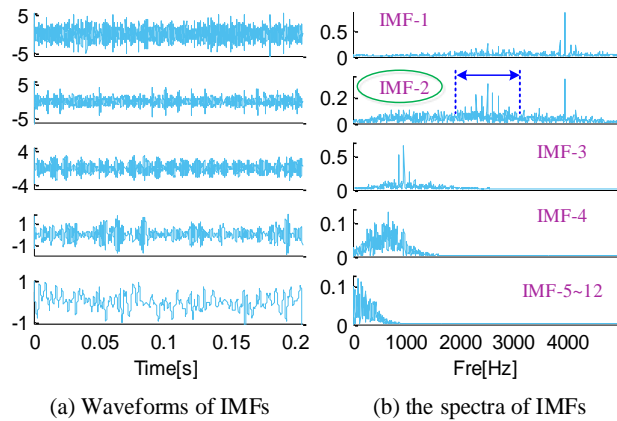 5
-5
5
-5
4
-4
1
-1
1
-1
0 0.05 0.1 0.15 0.2
Time[s]
(a) Waveforms of IMFs
0.5
0
IMF-1
0.2
0
IMF-2
0.5
0
IMF-3
0.1
0
IMF-4
0.1
0
IMF-5~12
0 1000 2000 3000 4000
Fre[Hz]
(b) the spectra of IMFs